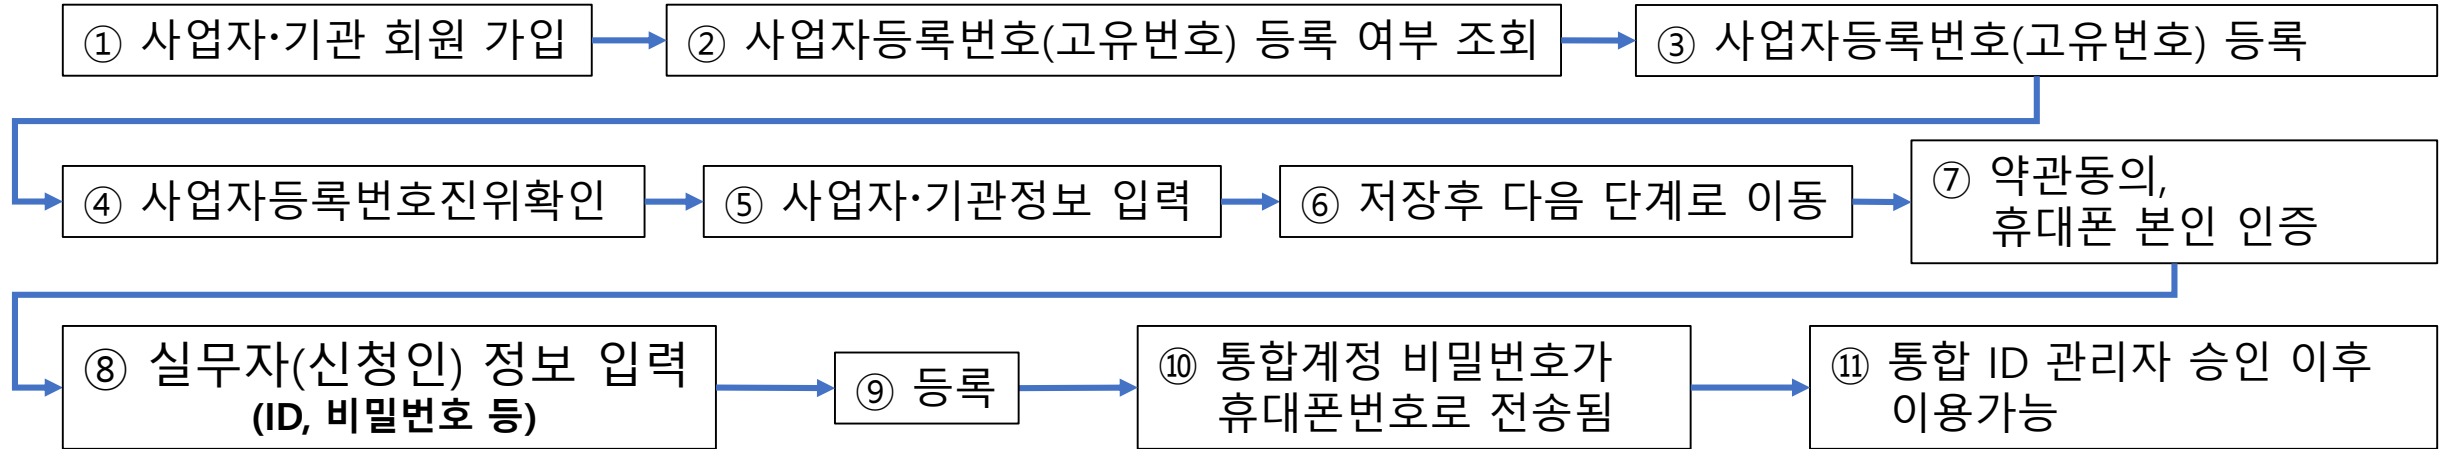 ① 사업자·기관 회원 가입
② 사업자등록번호(고유번호) 등록 여부 조회
③ 사업자등록번호(고유번호) 등록
④ 사업자등록번호진위확인
⑤ 사업자·기관정보 입력
⑥ 저장후 다음 단계로 이동
⑦ 약관동의,
휴대폰 본인 인증
⑧ 실무자(신청인) 정보 입력
(ID, 비밀번호 등)
⑨ 등록
⑩ 통합계정 비밀번호가
휴대폰번호로 전송됨
⑪ 통합 ID 관리자 승인 이후
이용가능